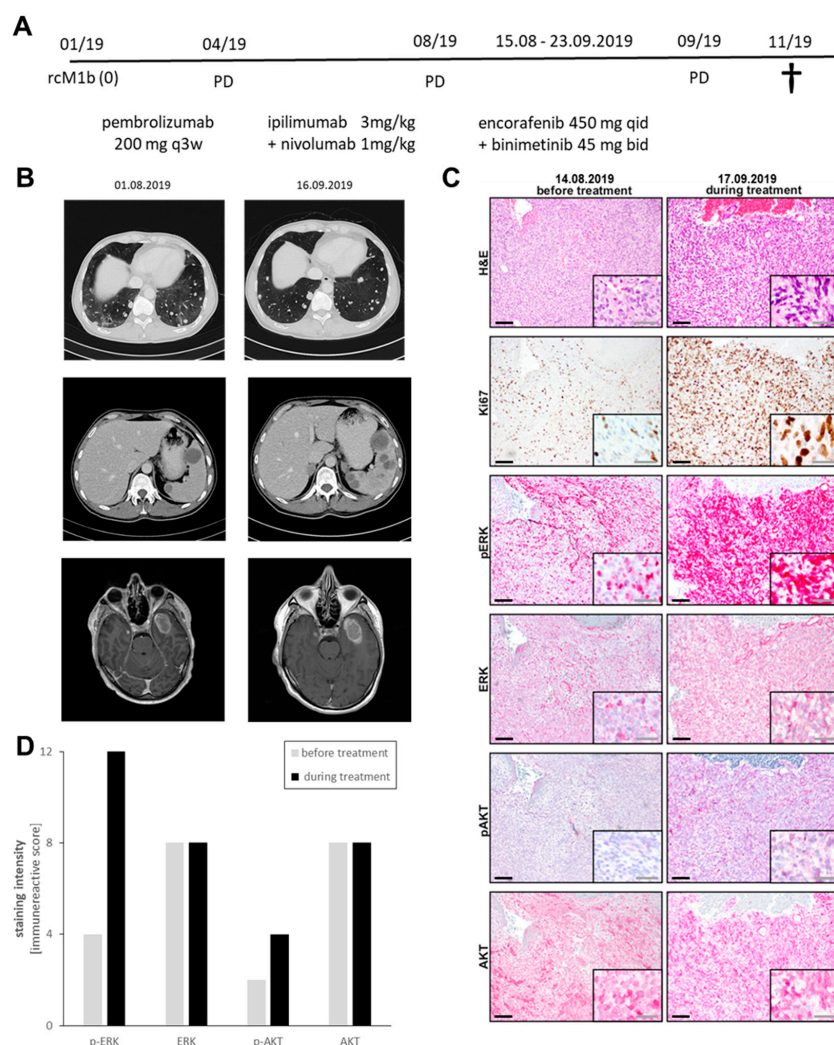 A
01/19 04/19 08/19 15.08 - 23.09.2019 09/19 11/19
rcM1b (0) PD PD PD
pembrolizumab ipilimumab 3mg/kg encorafenib 450 mg qid
200 mg q3w + nivolumab 1mg/kg + binimetinib 45 mg bid
B
01.08.2019 16.09.2019
C
14.08.2019 17.09.2019
before treatment during treatment
H&E
Ki67
pERK
ERK
pAKT
AKT
D
before treatment
during treatment
staining intensity
[immunereactive score]
12
8
4
0
p-ERK ERK p-AKT AKT